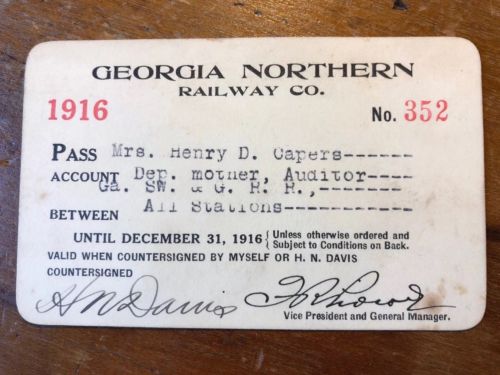 GEORGIA NORTHERN
RAILWAY CO.
1916 No. 352
PASS Mrs. Henry D. Capers------
ACCOUNT Dep. mother, Auditor----
Ga. SW. & G. R. R.,------
BETWEEN All Stations---------
UNTIL DECEMBER 31, 1916 { Unless otherwise ordered and
Subject to Conditions on Back.
VALID WHEN COUNTERSIGNED BY MYSELF OR H. N. DAVIS
COUNTERSIGNED
H N Davis
Vice President and General Manager.